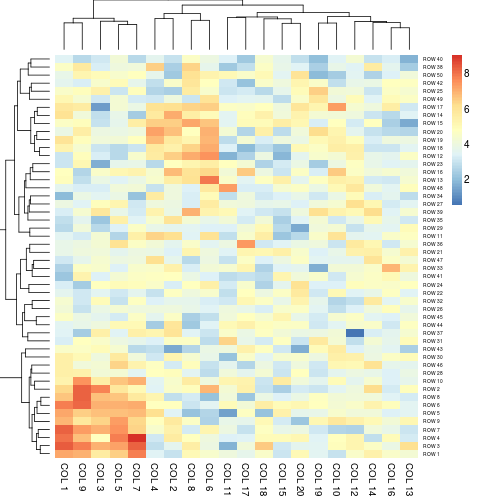 ROW 40
ROW 38
ROW 50
ROW 42
ROW 25
ROW 49
ROW 17
ROW 14
ROW 15
ROW 20
ROW 19
ROW 18
ROW 12
ROW 23
ROW 16
ROW 13
ROW 48
ROW 34
ROW 27
ROW 39
ROW 35
ROW 29
ROW 11
ROW 36
ROW 21
ROW 47
ROW 33
ROW 41
ROW 24
ROW 22
ROW 32
ROW 26
ROW 45
ROW 44
ROW 37
ROW 31
ROW 43
ROW 30
ROW 46
ROW 28
ROW 10
ROW 2
ROW 8
ROW 6
ROW 5
ROW 9
ROW 7
ROW 4
ROW 3
ROW 1
8
6
4
2
COL 1
COL 9
COL 3
COL 5
COL 7
COL 4
COL 2
COL 8
COL 6
COL 11
COL 17
COL 18
COL 15
COL 20
COL 19
COL 10
COL 12
COL 14
COL 16
COL 13